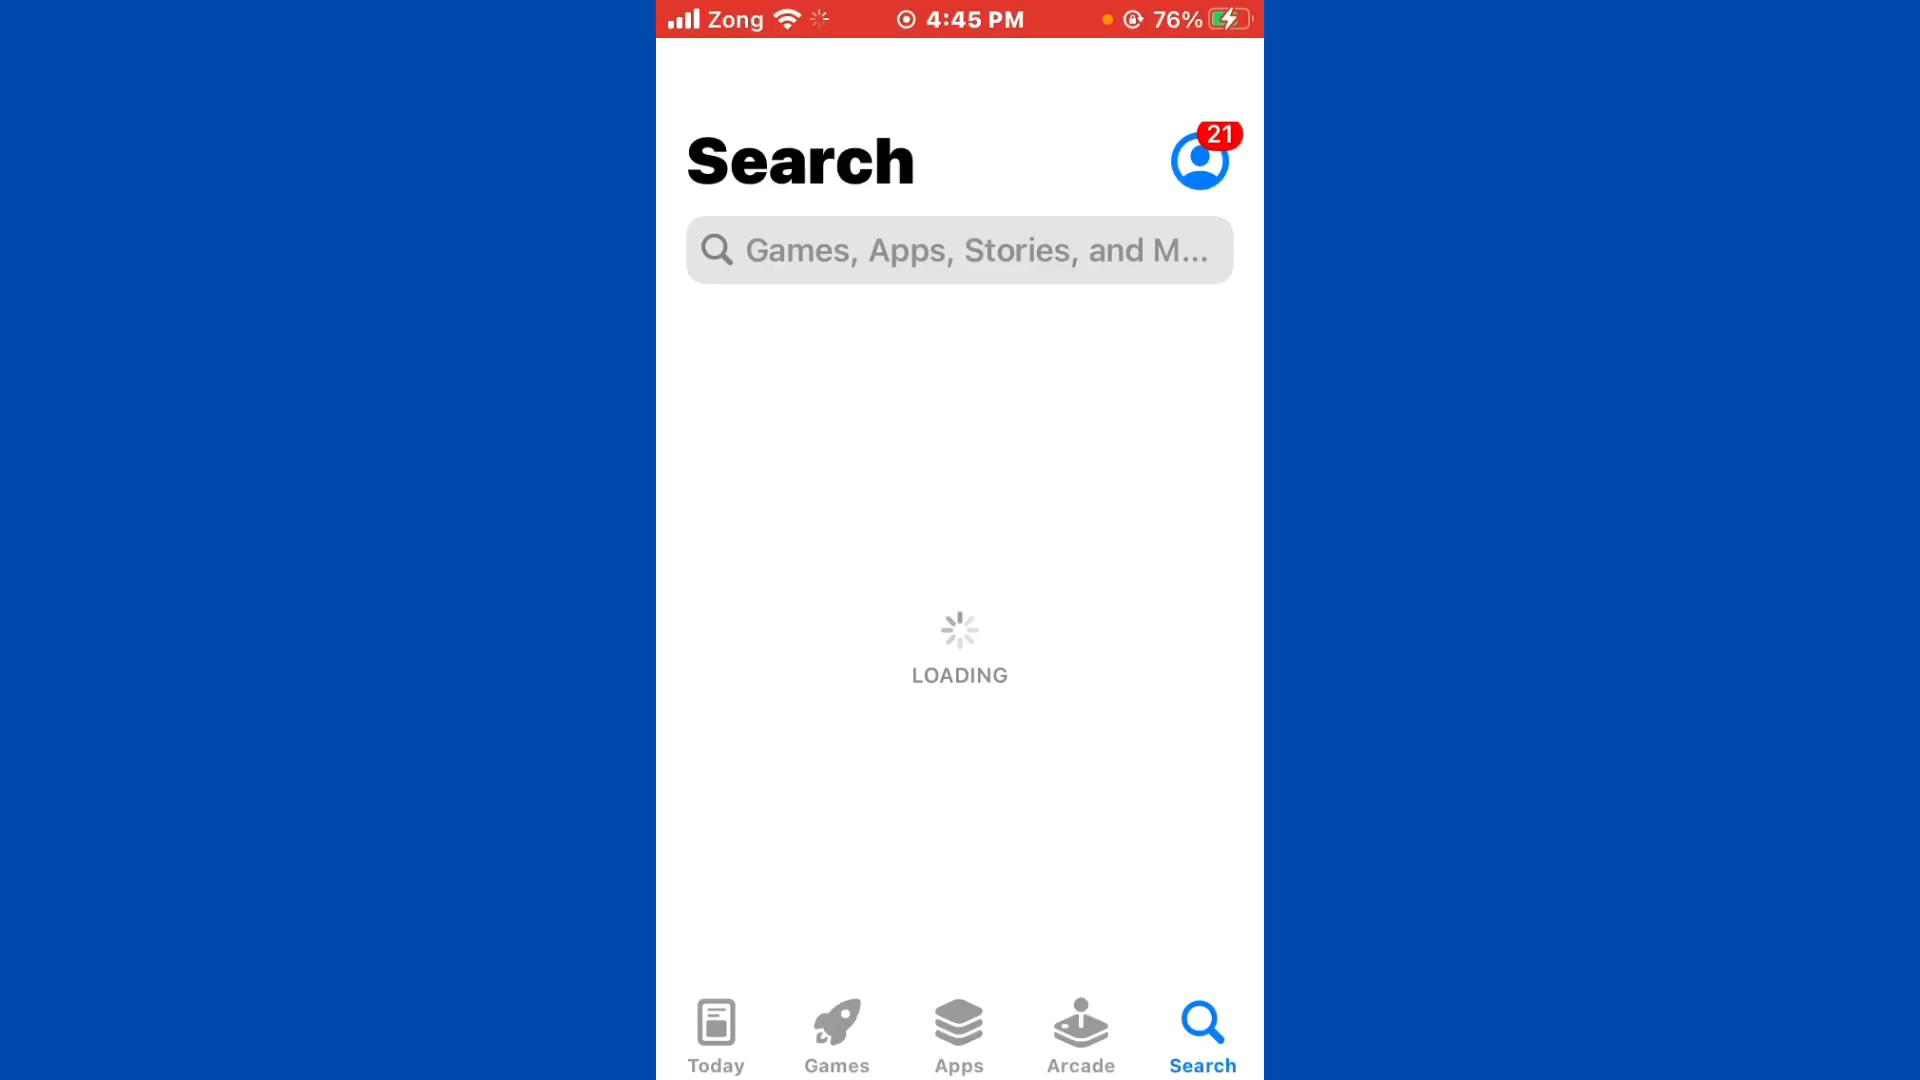 Zong 4:45 PM 76%
21
Search
Games, Apps, Stories, and M...
LOADING
Today Games Apps Arcade Search